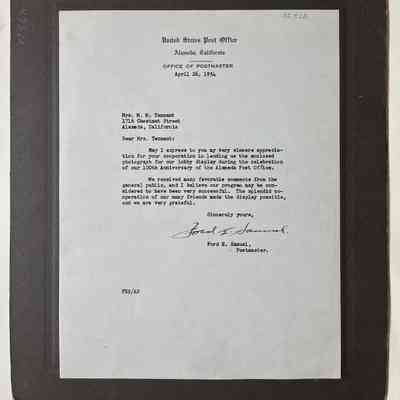 United States Post Office
Alameda, California
OFFICE OF POSTMASTER
April 26, 1954
Mrs. M. W. Tennant
1716 Chestnut Street
Alameda, California
Dear Mrs. Tennant:
May I express to you my very sincere apprecia-
tion for your cooperation in lending us the enclosed
photograph for our lobby display during the celebration
of our 100th Anniversary of the Alameda Post Office.
We received many favorable comments from the
general public, and I believe our program may be con-
sidered to have been very successful. The splendid co-
operation of our many friends made the display possible,
and we are very grateful.
Sincerely yours,
Ford E. Samuel
Ford E. Samuel,
Postmaster.